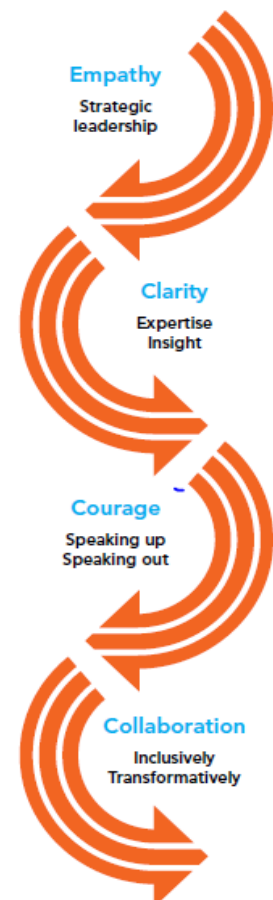 Empathy
Strategic
leadership
Clarity
Expertise
Insight
Courage
Speaking up
Speaking out
Collaboration
Inclusively
Transformatively